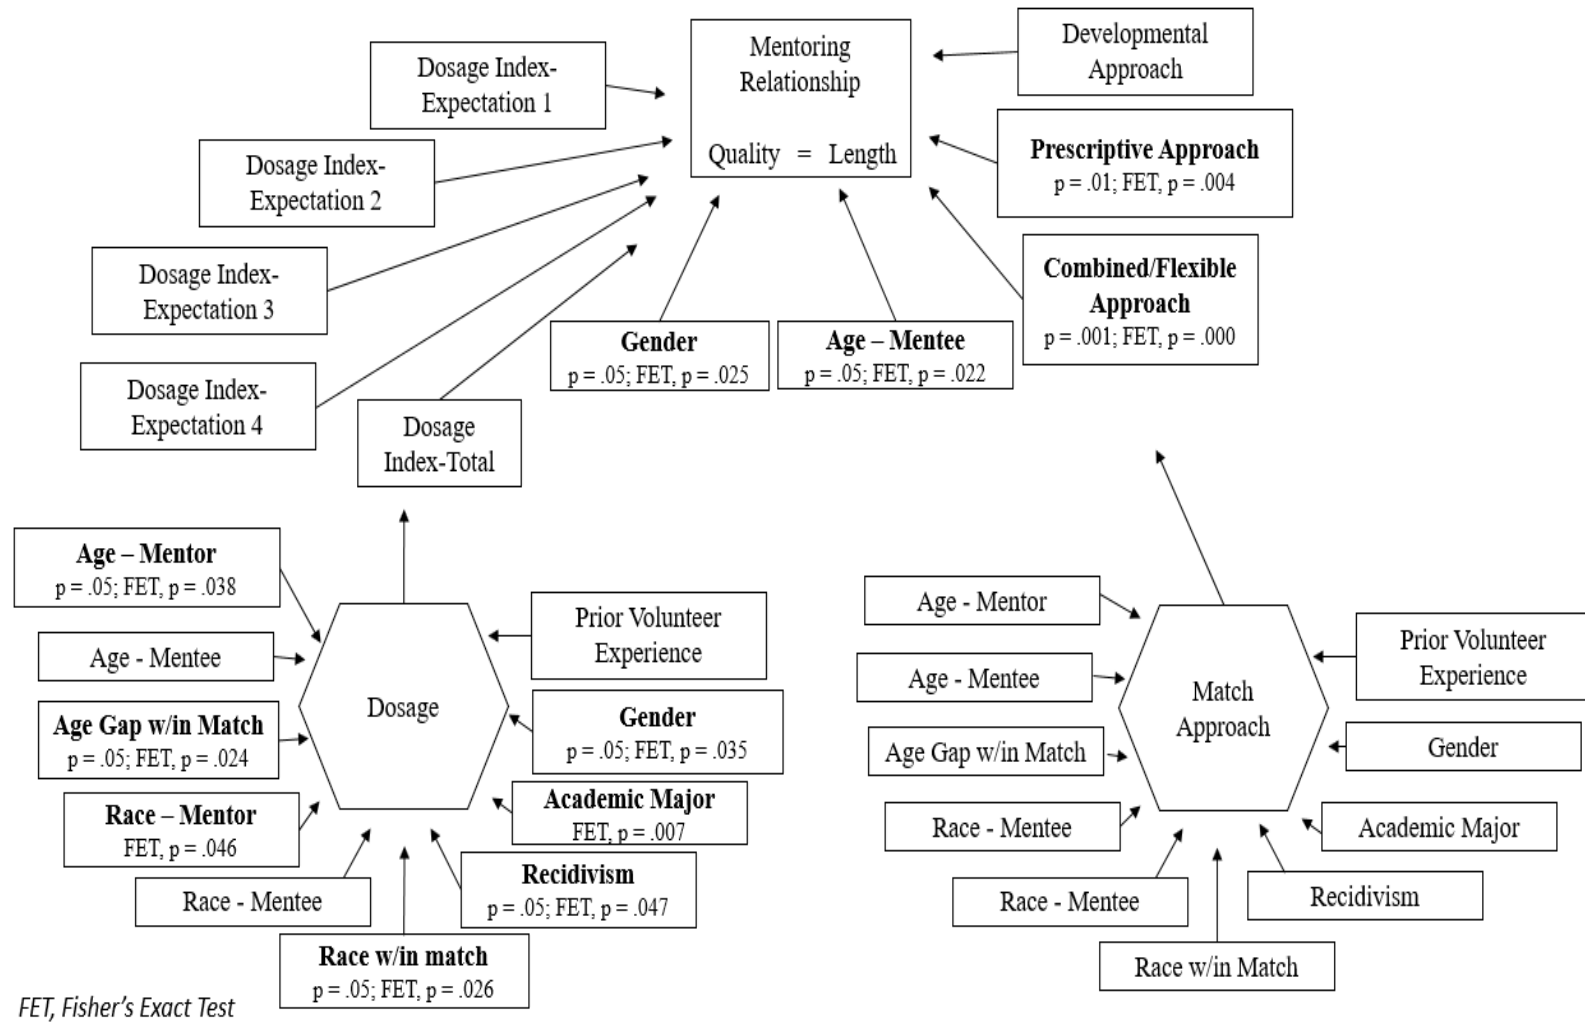 Mentoring
Relationship
Quality = Length
Developmental
Approach
Dosage Index-
Expectation 1
Prescriptive Approach
p = .01; FET, p = .004
Dosage Index-
Expectation 2
Combined/Flexible
Approach
p = .001; FET, p = .000
Dosage Index-
Expectation 3
Gender
p = .05; FET, p = .025
Age – Mentee
p = .05; FET, p = .022
Dosage Index-
Expectation 4
Dosage
Index-Total
Age – Mentor
p = .05; FET, p = .038
Age - Mentee
Age Gap w/in Match
p = .05; FET, p = .024
Race – Mentor
FET, p = .046
Race - Mentee
Race w/in match
p = .05; FET, p = .026
Dosage
Prior Volunteer
Experience
Gender
p = .05; FET, p = .035
Academic Major
FET, p = .007
Recidivism
p = .05; FET, p = .047
Age - Mentor
Age - Mentee
Age Gap w/in Match
Race - Mentee
Race - Mentee
Race w/in Match
Match
Approach
Prior Volunteer
Experience
Gender
Academic Major
Recidivism
FET, Fisher's Exact Test